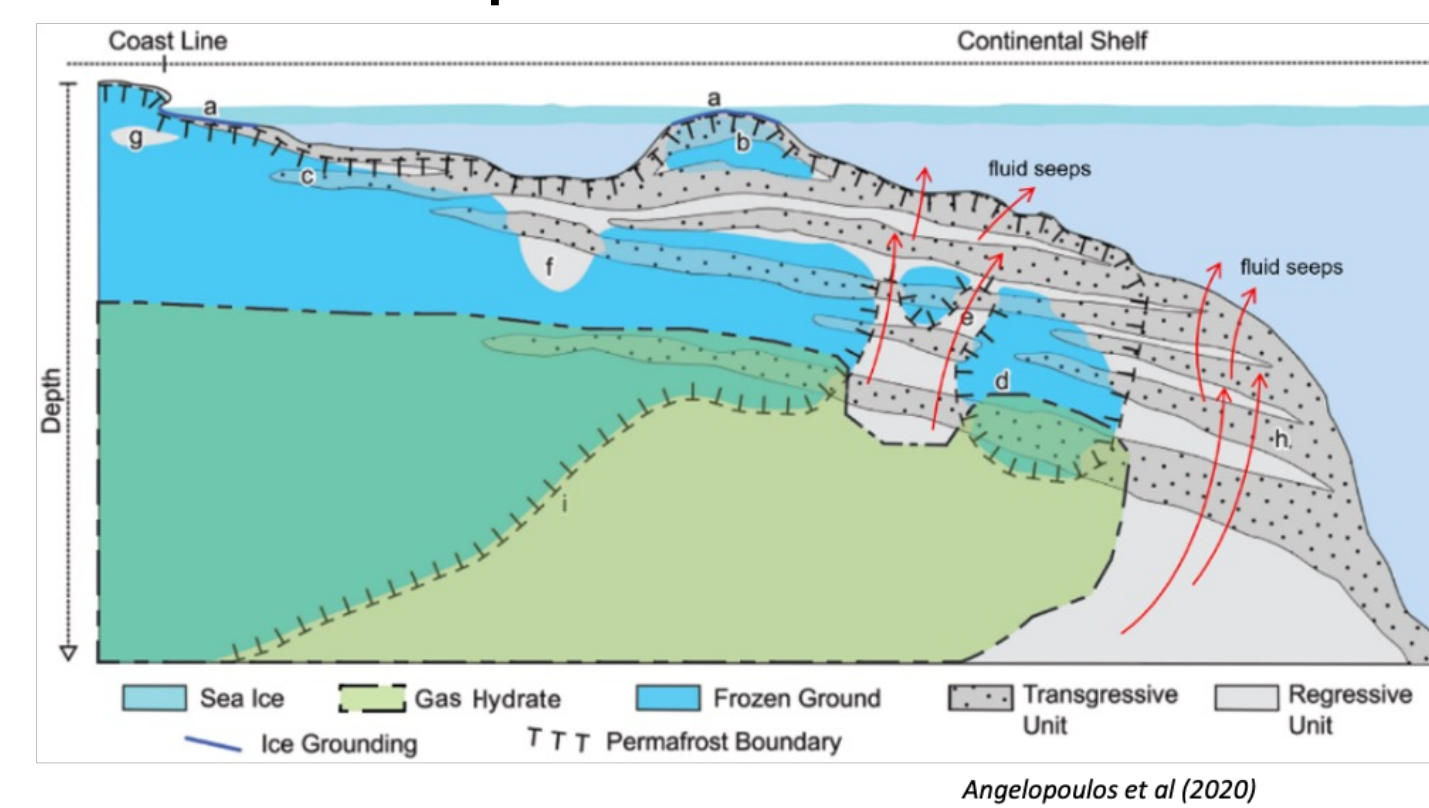 Coast Line
Continental Shelf
a
a
g
b
fluid seeps
c
f
fluid seeps
e
d
Depth
h
i
Sea Ice
Gas Hydrate
Frozen Ground
Transgressive
Unit
Regressive
Unit
Ice Grounding
T T T Permafrost Boundary
Angelopoulos et al (2020)